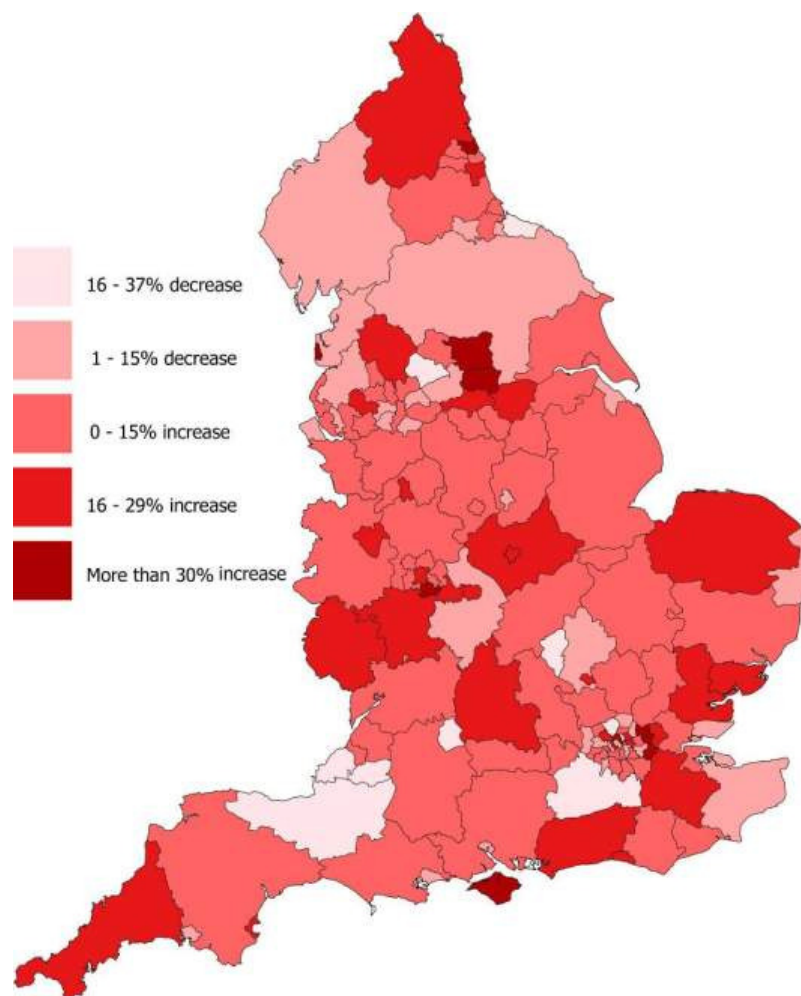 16 - 37% decrease
1 - 15% decrease
0 - 15% increase
16 - 29% increase
More than 30% increase